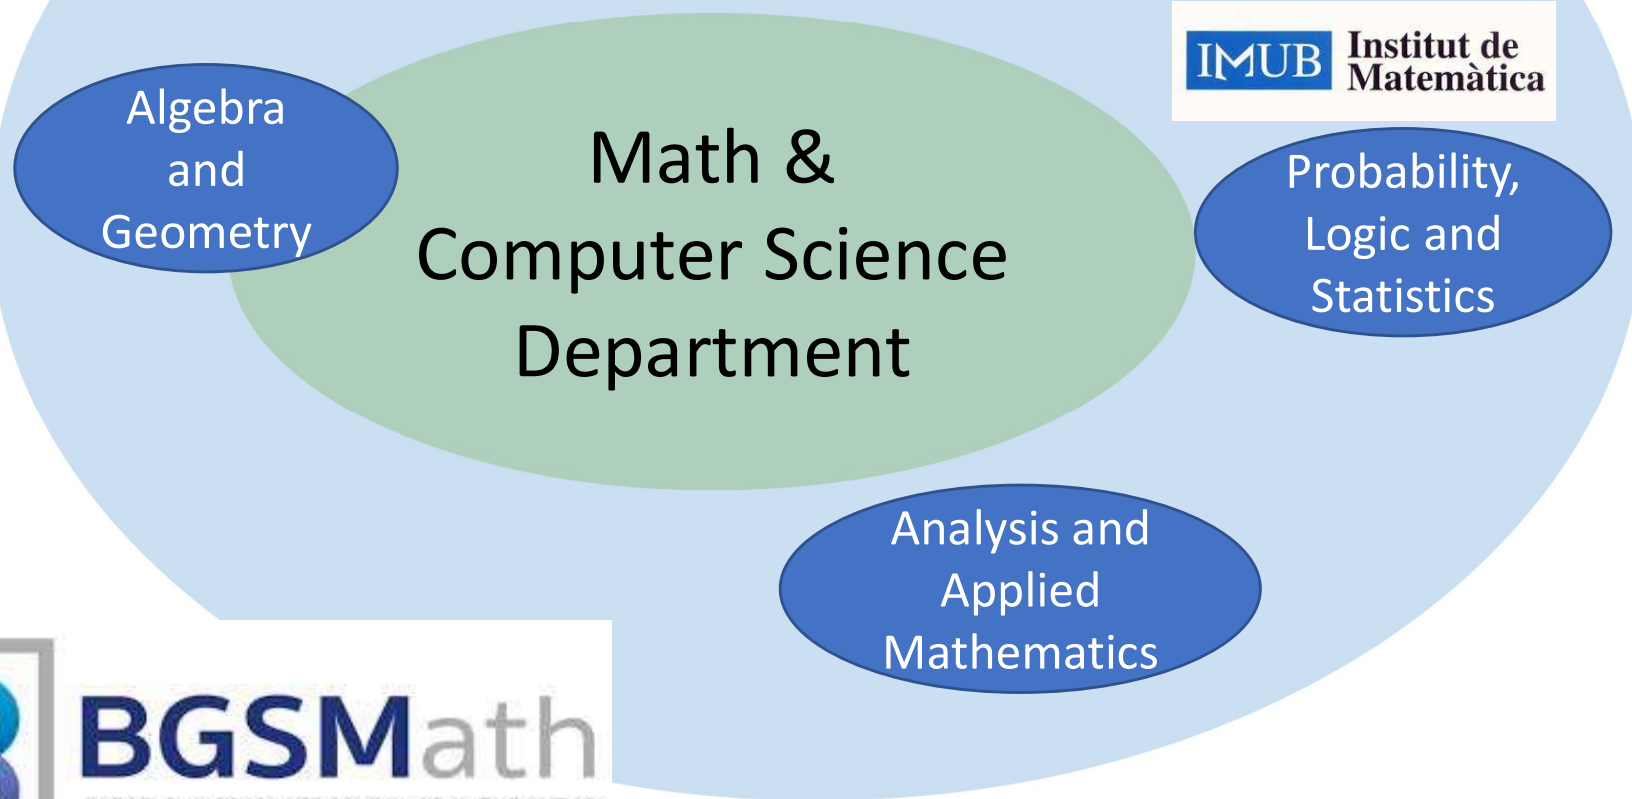 Algebra
and
Geometry
Math &
Computer Science
Department
IMUB
Institut de
Matemàtica
Probability,
Logic and
Statistics
Analysis and
Applied
Mathematics
BGSMath